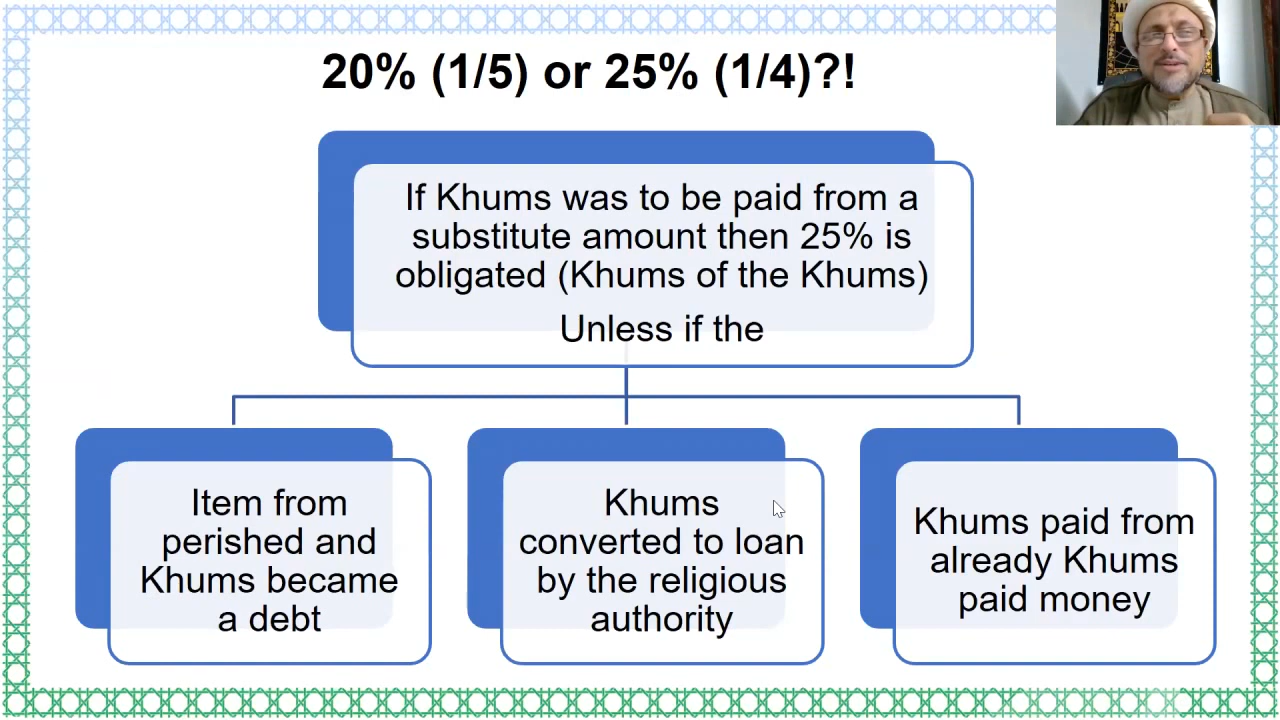 20% (1/5) or 25% (1/4)?!
If Khums was to be paid from a
substitute amount then 25% is
obligated (Khums of the Khums)
Unless if the
Item from
perished and
Khums became
a debt
Khums
converted to loan
by the religious
authority
Khums paid from
already Khums
paid money